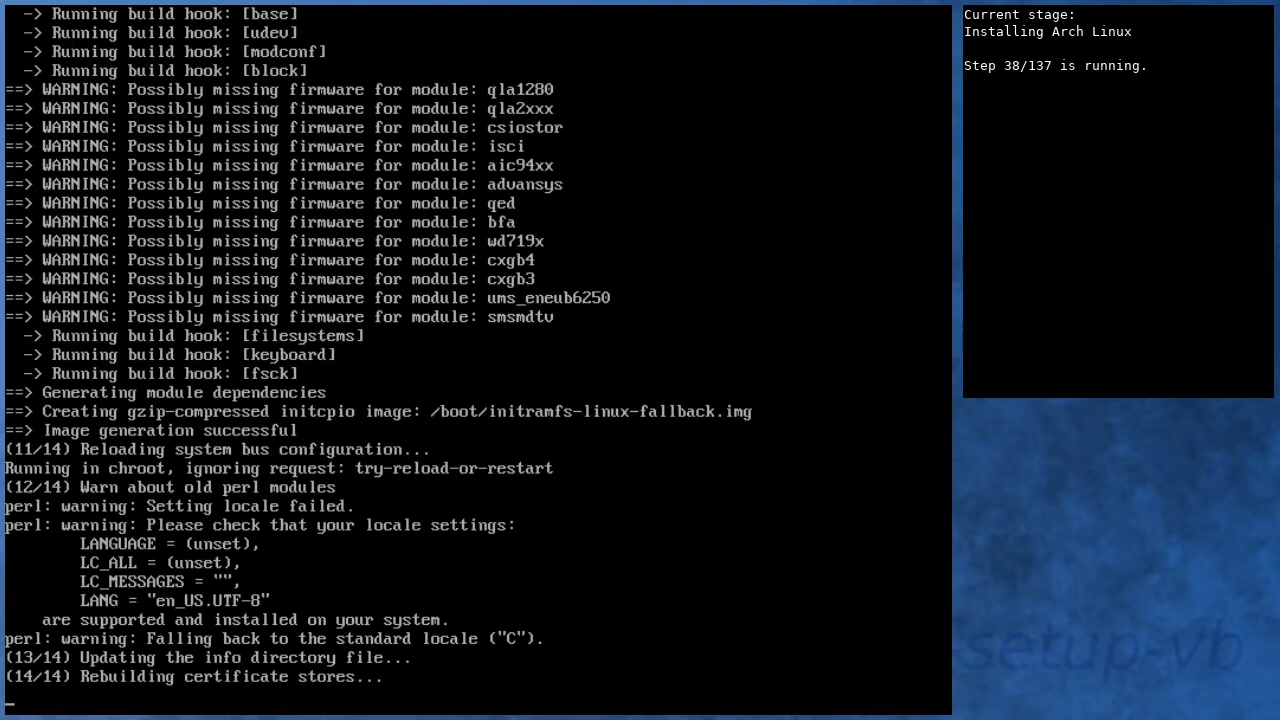 -> Running build hook: [base]
  -> Running build hook: [udev]
  -> Running build hook: [modconf]
  -> Running build hook: [block]
==> WARNING: Possibly missing firmware for module: qla1280
==> WARNING: Possibly missing firmware for module: qla2xxx
==> WARNING: Possibly missing firmware for module: csiostor
==> WARNING: Possibly missing firmware for module: isci
==> WARNING: Possibly missing firmware for module: aic94xx
==> WARNING: Possibly missing firmware for module: advansys
==> WARNING: Possibly missing firmware for module: qed
==> WARNING: Possibly missing firmware for module: bfa
==> WARNING: Possibly missing firmware for module: wd719x
==> WARNING: Possibly missing firmware for module: cxgb4
==> WARNING: Possibly missing firmware for module: cxgb3
==> WARNING: Possibly missing firmware for module: ums_eneub6250
==> WARNING: Possibly missing firmware for module: smsmdtv
  -> Running build hook: [filesystems]
  -> Running build hook: [keyboard]
  -> Running build hook: [fsck]
==> Generating module dependencies
==> Creating gzip-compressed initcpio image: /boot/initramfs-linux-fallback.img
==> Image generation successful
(11/14) Reloading system bus configuration...
Running in chroot, ignoring request: try-reload-or-restart
(12/14) Warn about old perl modules
perl: warning: Setting locale failed.
perl: warning: Please check that your locale settings:
        LANGUAGE = (unset),
        LC_ALL = (unset),
        LC_MESSAGES = "",
        LANG = "en_US.UTF-8"
    are supported and installed on your system.
perl: warning: Falling back to the standard locale ("C").
(13/14) Updating the info directory file...
(14/14) Rebuilding certificate stores...
Current stage:
Installing Arch Linux
Step 38/137 is running.
setup-vb